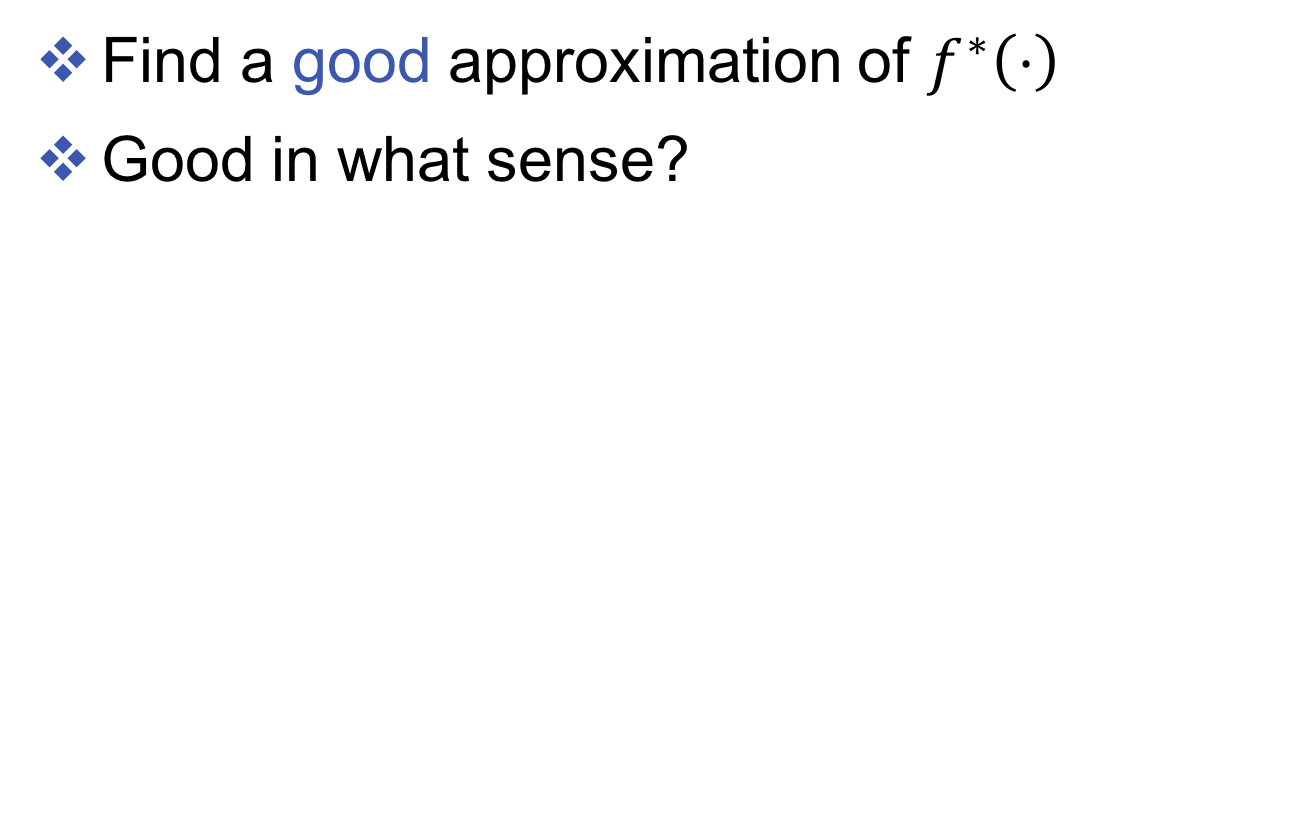 ❖ Find a good approximation of 𝑓*(·)
❖ Good in what sense?